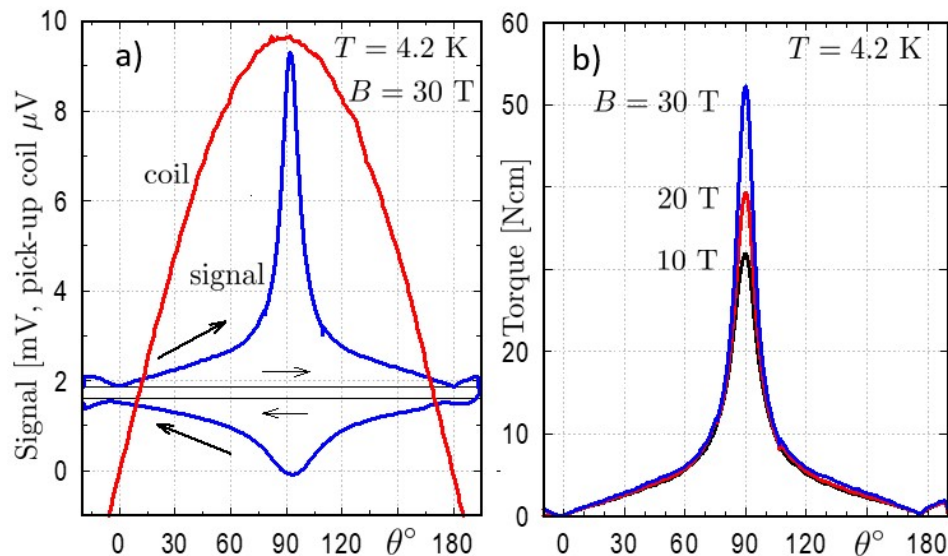 a)
T = 4.2 K
B = 30 T
coil
signal
Signal [mV, pick-up coil μV
10
8
6
4
2
0
0 30 60 90 120 θ° 180
b)
T = 4.2 K
B = 30 T
20 T
10 T
Torque [Ncm]
60
50
40
30
20
10
0
0 30 60 90 120 θ° 180